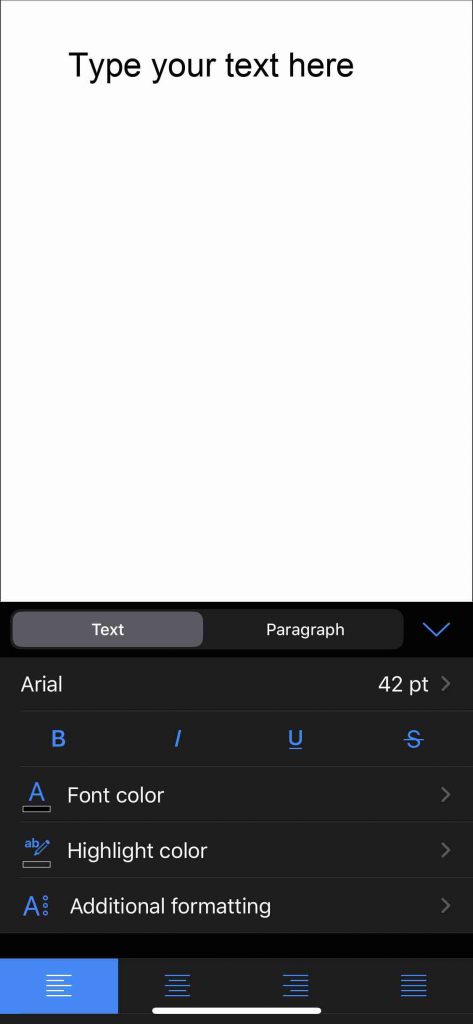 Type your text here
Text Paragraph
Arial 42 pt
B I U S
A Font color
ab Highlight color
A Additional formatting